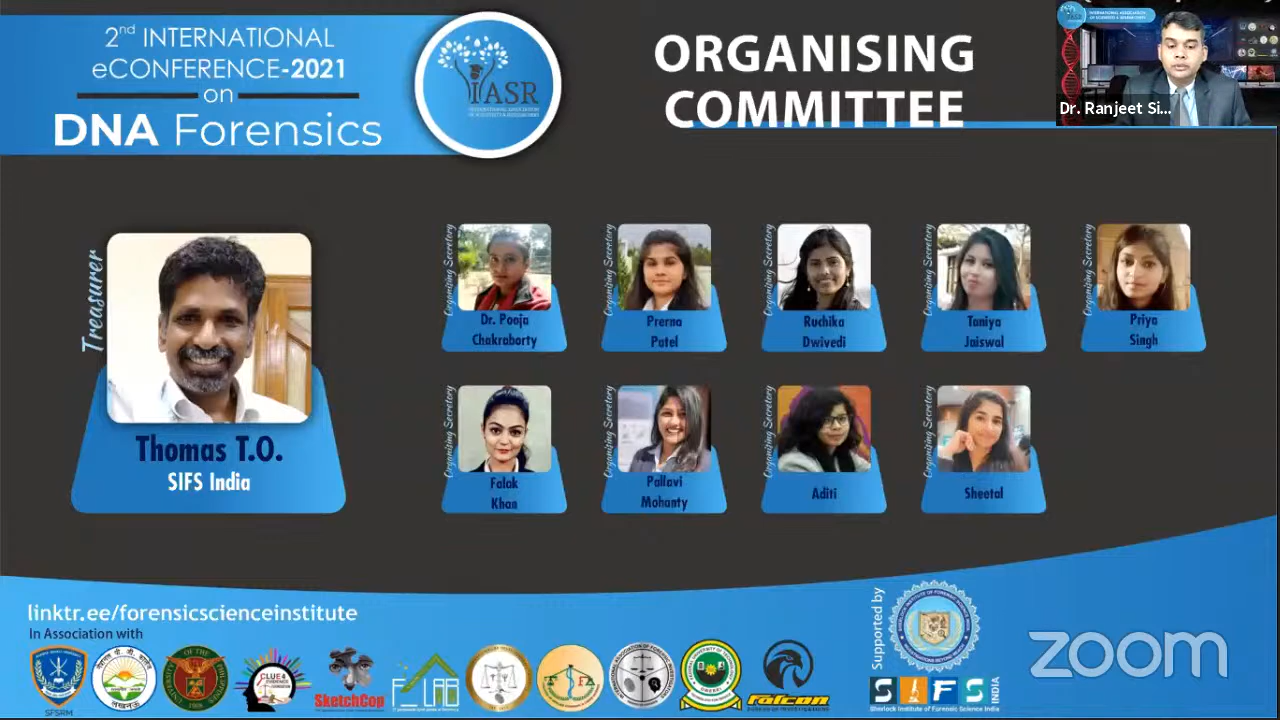 2nd INTERNATIONAL
eCONFERENCE-2021
on
DNA Forensics
IASR
ORGANISING
COMMITTEE
Dr. Ranjeet Si...
Treasurer
Thomas T.O.
SIFS India
Organizing Secretary
Dr. Pooja
Chakraborty
Organizing Secretary
Prerna
Patel
Organizing Secretary
Ruchika
Dwivedi
Organizing Secretary
Taniya
Jaiswal
Organizing Secretary
Priya
Singh
Organizing Secretary
Falak
Khan
Organizing Secretary
Pallavi
Mohanty
Organizing Secretary
Aditi
Organizing Secretary
Sheetal
linktr.ee/forensicscienceinstitute
In Association with
SFSRM
CLUE4
SketchCop
F-LAB
falcon
Supported by
SIFS INDIA
Sherlock Institute of Forensic Science India
zoom